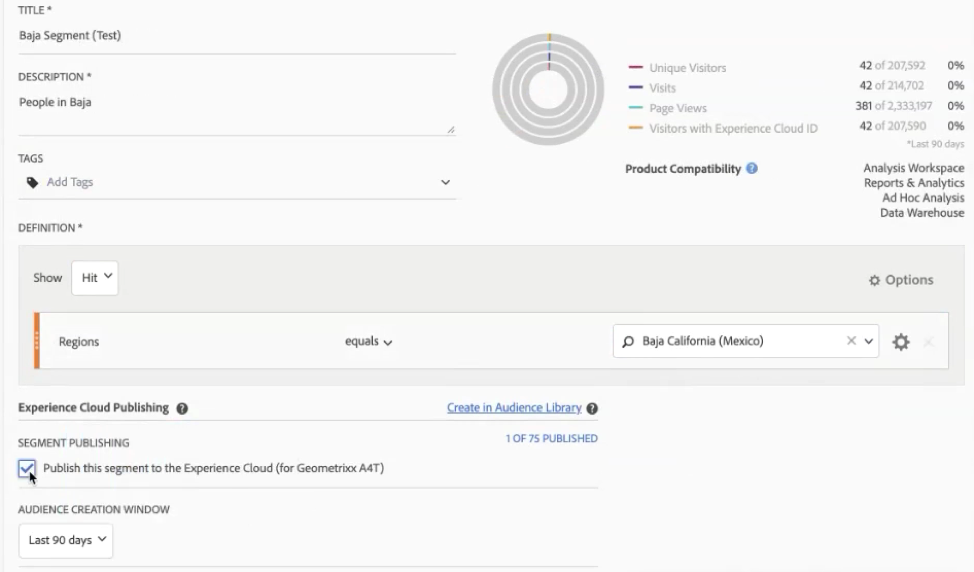 TITLE *
Baja Segment (Test)
DESCRIPTION *
People in Baja
TAGS
Add Tags
Unique Visitors 42 of 207,592 0%
Visits 42 of 214,702 0%
Page Views 381 of 2,333,197 0%
Visitors with Experience Cloud ID 42 of 207,590 0%
*Last 90 days
Product Compatibility ? Analysis Workspace
Reports & Analytics
Ad Hoc Analysis
Data Warehouse
DEFINITION *
Show Hit Options
Regions equals Baja California (Mexico)
Experience Cloud Publishing ? Create in Audience Library ?
SEGMENT PUBLISHING 1 OF 75 PUBLISHED
Publish this segment to the Experience Cloud (for Geometrixx A4T)
AUDIENCE CREATION WINDOW
Last 90 days